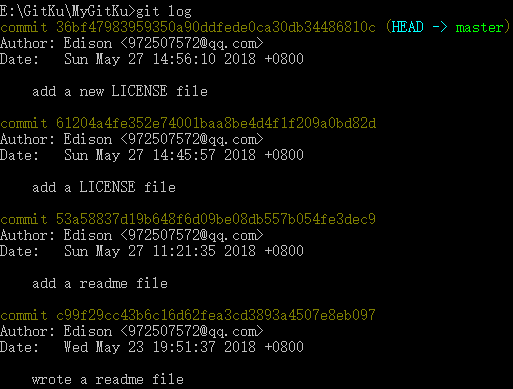 E:\GitKu\MyGitKu>git log
commit 36bf47983959350a90ddfede0ca30db34486810c (HEAD -> master)
Author: Edison <972507572@qq.com>
Date:   Sun May 27 14:56:10 2018 +0800
    add a new LICENSE file
commit 61204a4fe352e74001baa8be4d4f1f209a0bd82d
Author: Edison <972507572@qq.com>
Date:   Sun May 27 14:45:57 2018 +0800
    add a LICENSE file
commit 53a58837d19b648f6d09be08db557b054fe3dec9
Author: Edison <972507572@qq.com>
Date:   Sun May 27 11:21:35 2018 +0800
    add a readme file
commit c99f29cc43b6c16d62fea3cd3893a4507e8eb097
Author: Edison <972507572@qq.com>
Date:   Wed May 23 19:51:37 2018 +0800
    wrote a readme file